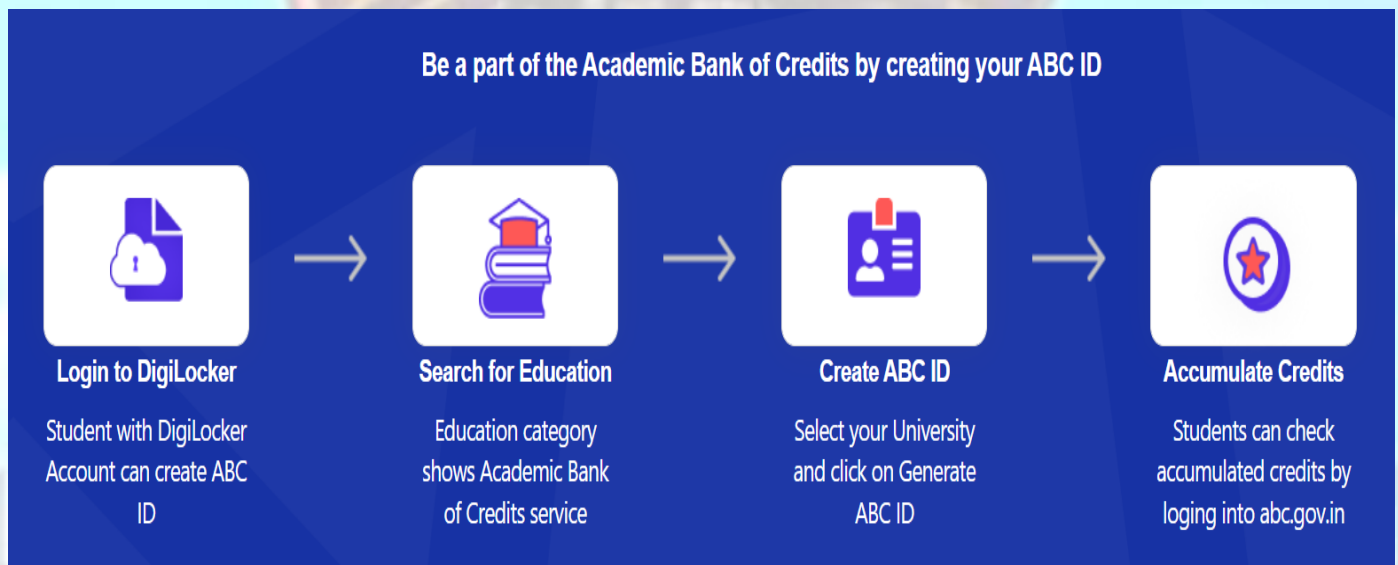 Be a part of the Academic Bank of Credits by creating your ABC ID
Login to DigiLocker
Student with DigiLocker
Account can create ABC
ID
Search for Education
Education category
shows Academic Bank
of Credits service
Create ABC ID
Select your University
and click on Generate
ABC ID
Accumulate Credits
Students can check
accumulated credits by
loging into abc.gov.in